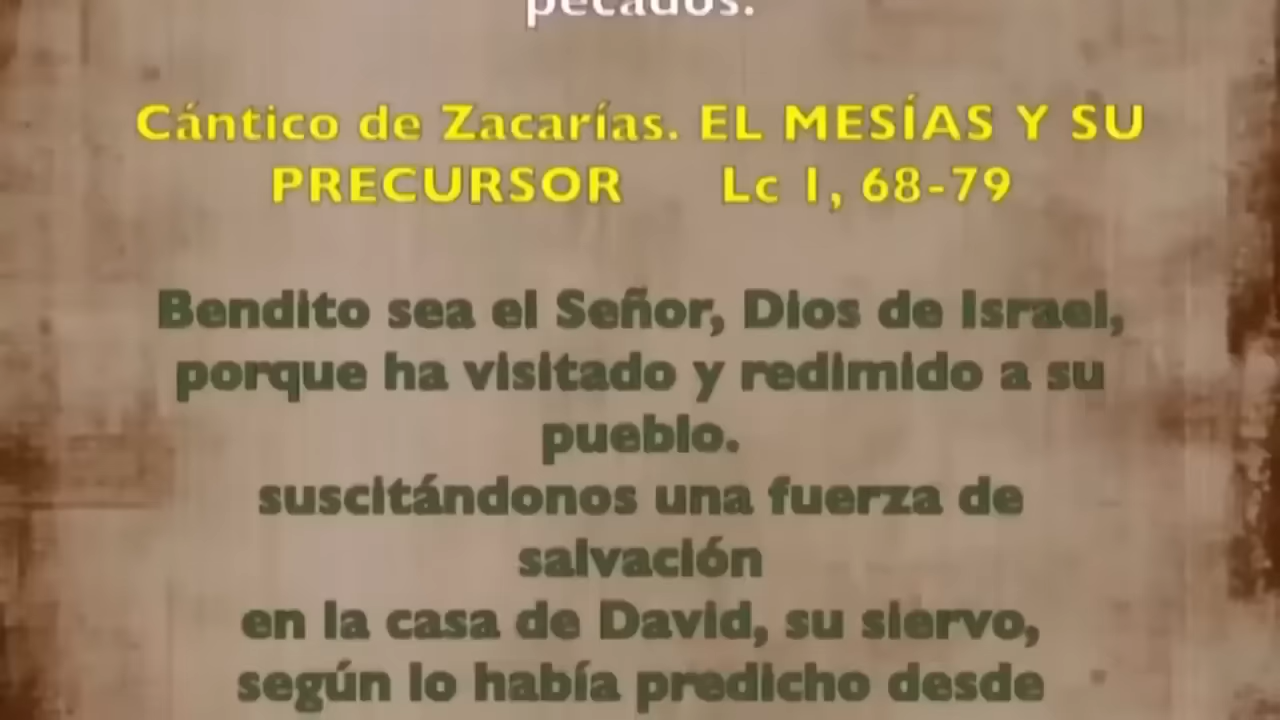 pecados.
Cántico de Zacarías. EL MESÍAS Y SU
PRECURSOR Lc 1, 68-79
Bendito sea el Señor, Dios de Israel,
porque ha visitado y redimido a su
pueblo.
suscitándonos una fuerza de
salvación
en la casa de David, su siervo,
según lo había predicho desde